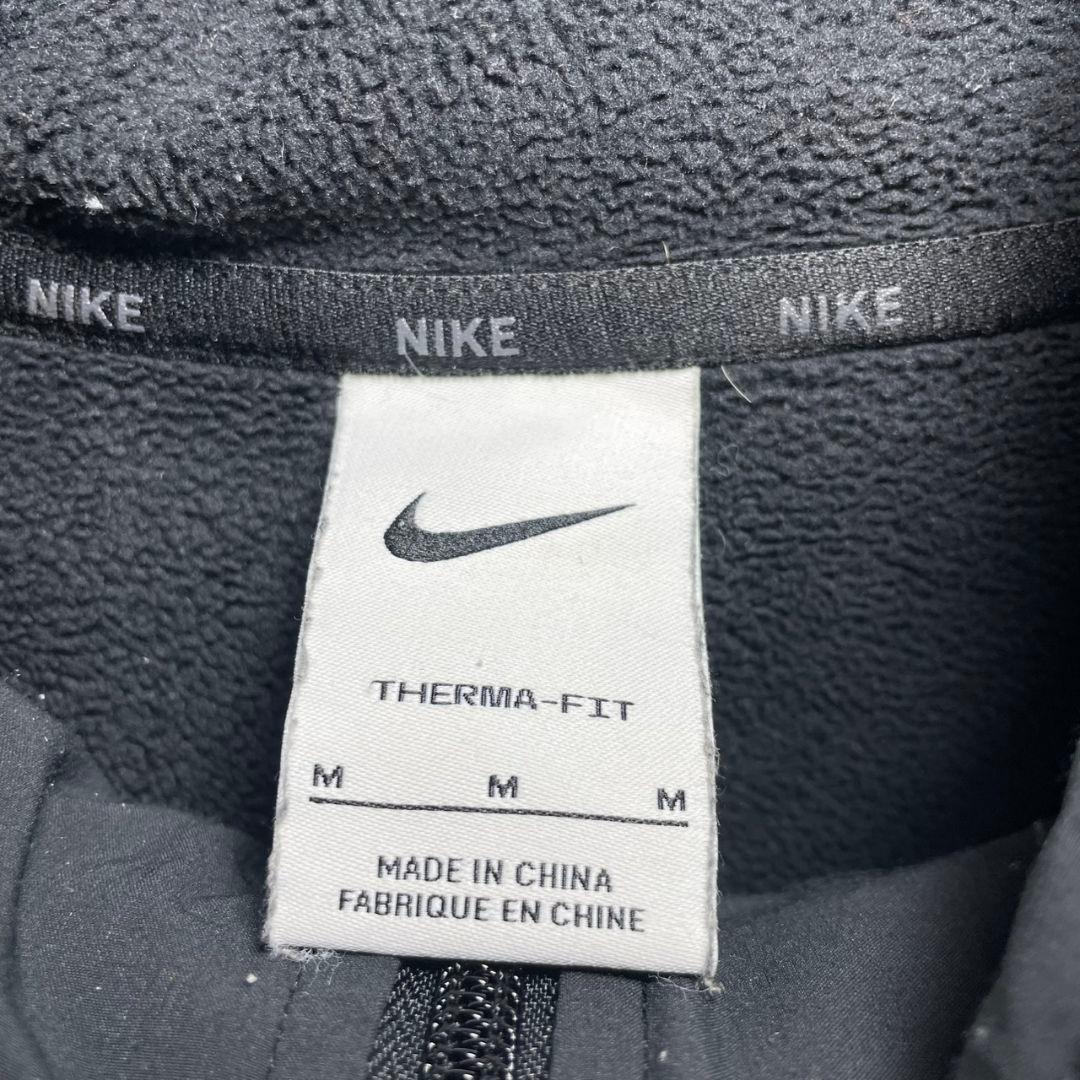 NIKE NIKE NIKE
THERMA-FIT
M M M
MADE IN CHINA
FABRIQUE EN CHINE